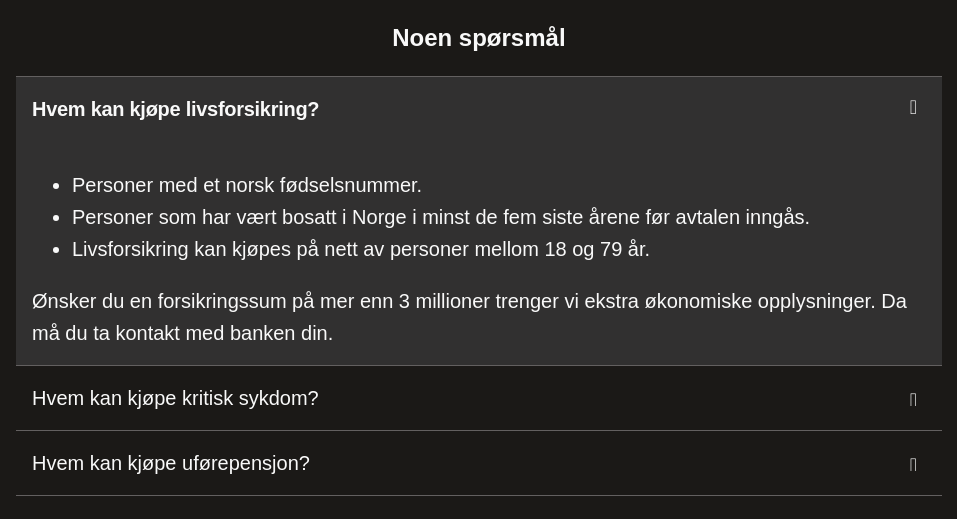 Noen spørsmål
Hvem kan kjøpe livsforsikring?
Personer med et norsk fødselsnummer.
Personer som har vært bosatt i Norge i minst de fem siste årene før avtalen inngås.
Livsforsikring kan kjøpes på nett av personer mellom 18 og 79 år.
Ønsker du en forsikringssum på mer enn 3 millioner trenger vi ekstra økonomiske opplysninger. Da
må du ta kontakt med banken din.
Hvem kan kjøpe kritisk sykdom?
Hvem kan kjøpe uførepensjon?